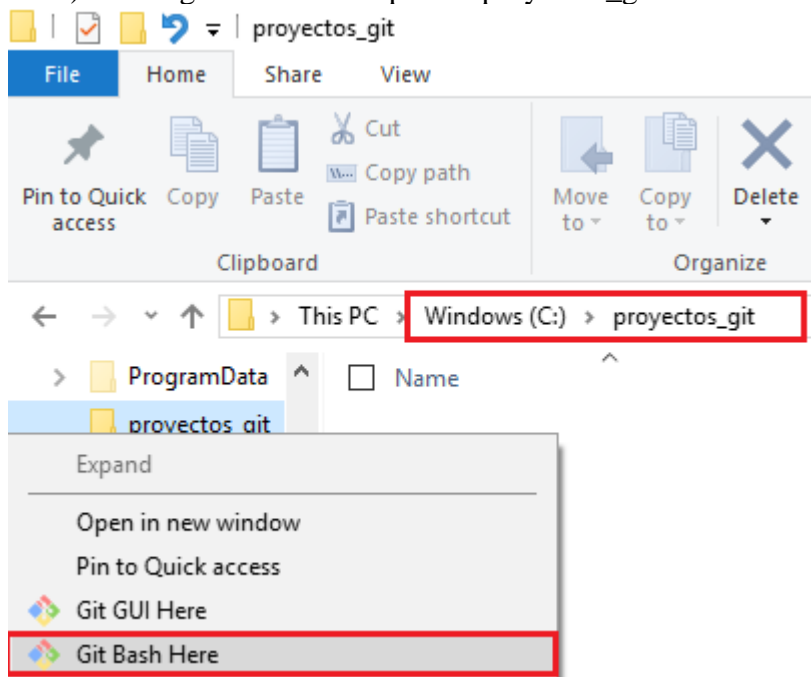 proyectos_git
File Home Share View
Pin to Quick access
Copy
Paste
Cut
Copy path
Paste shortcut
Move to
Copy to
Delete
Clipboard
Organize
This PC > Windows (C:) > proyectos_git
ProgramData
Name
proyectos_git
Expand
Open in new window
Pin to Quick access
Git GUI Here
Git Bash Here